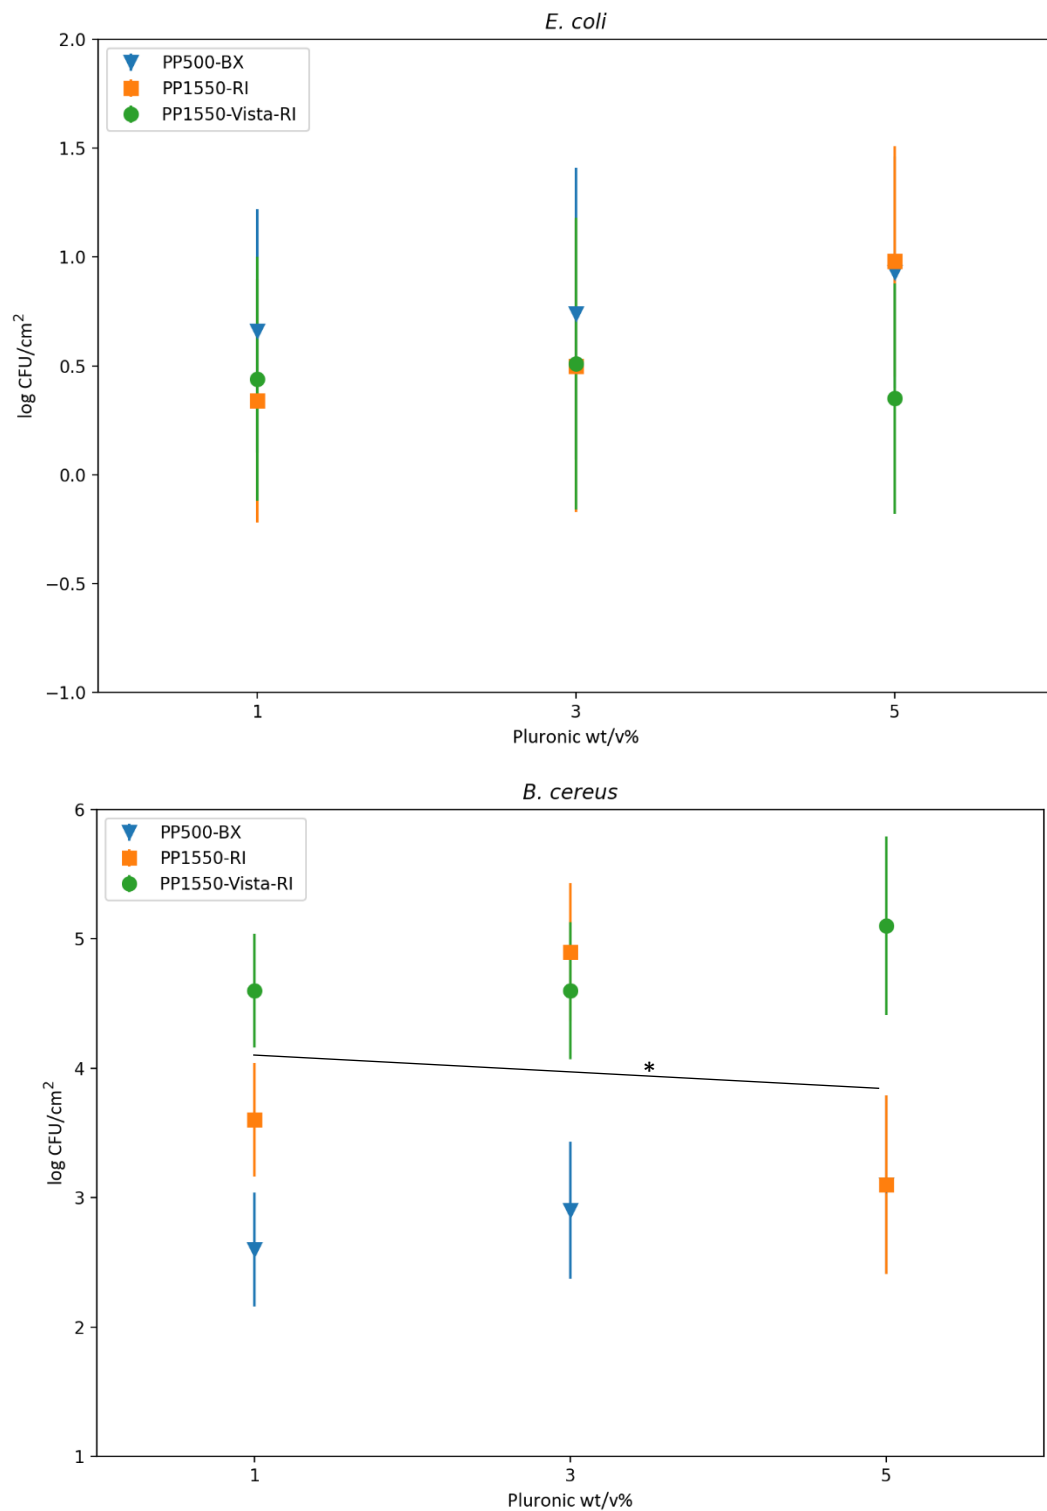 E. coli
2.0
PP500-BX
PP1550-RI
PP1550-Vista-RI
1.5
1.0
log CFU/cm²
0.5
0.0
−0.5
−1.0
1 3 5
Pluronic wt/v%
B. cereus
6
PP500-BX
PP1550-RI
PP1550-Vista-RI
5
4
*
log CFU/cm²
3
2
1
1 3 5
Pluronic wt/v%